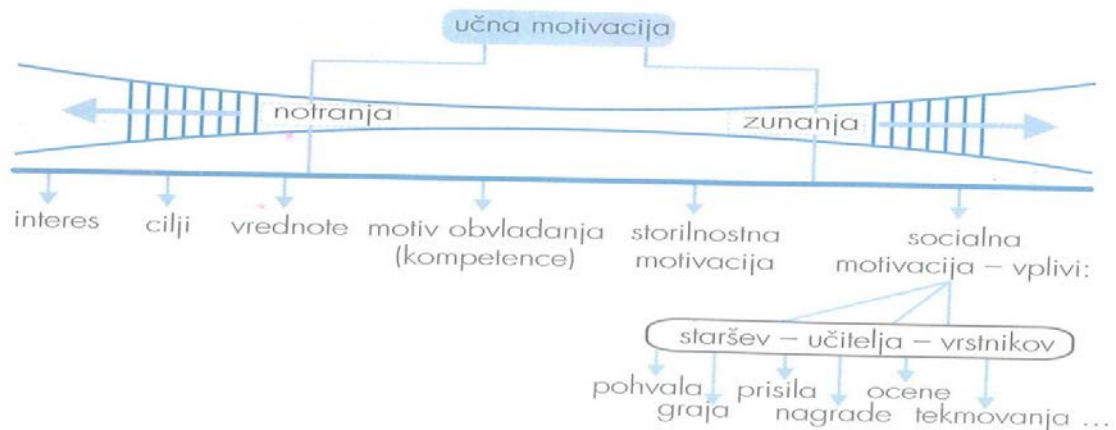 učna motivacija
notranja
zunanja
interes
cilji
vrednote
motiv obvladanja
(kompetence)
storilnostna
motivacija
socialna
motivacija – vplivi:
staršev – učitelja – vrstnikov
pohvala
graja
prisila
nagrade
ocene
tekmovanja ...